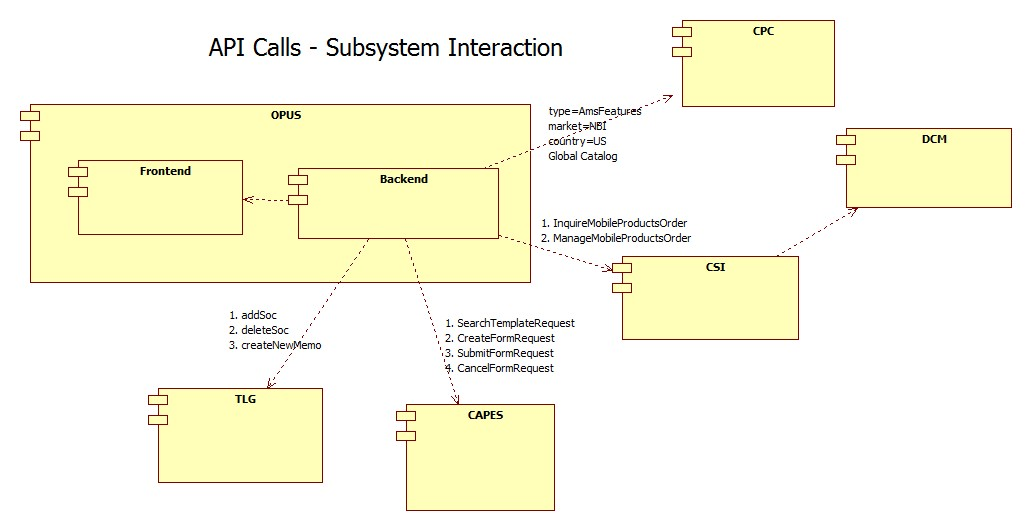 API Calls - Subsystem Interaction
CPC
OPUS
type=AmsFeatures
market=NBI
country=US
Global Catalog
DCM
Frontend
Backend
1. InquireMobileProductsOrder
2. ManageMobileProductsOrder
CSI
1. addSoc
2. deleteSoc
3. createNewMemo
1. SearchTemplateRequest
2. CreateFormRequest
3. SubmitFormRequest
4. CancelFormRequest
TLG
CAPES